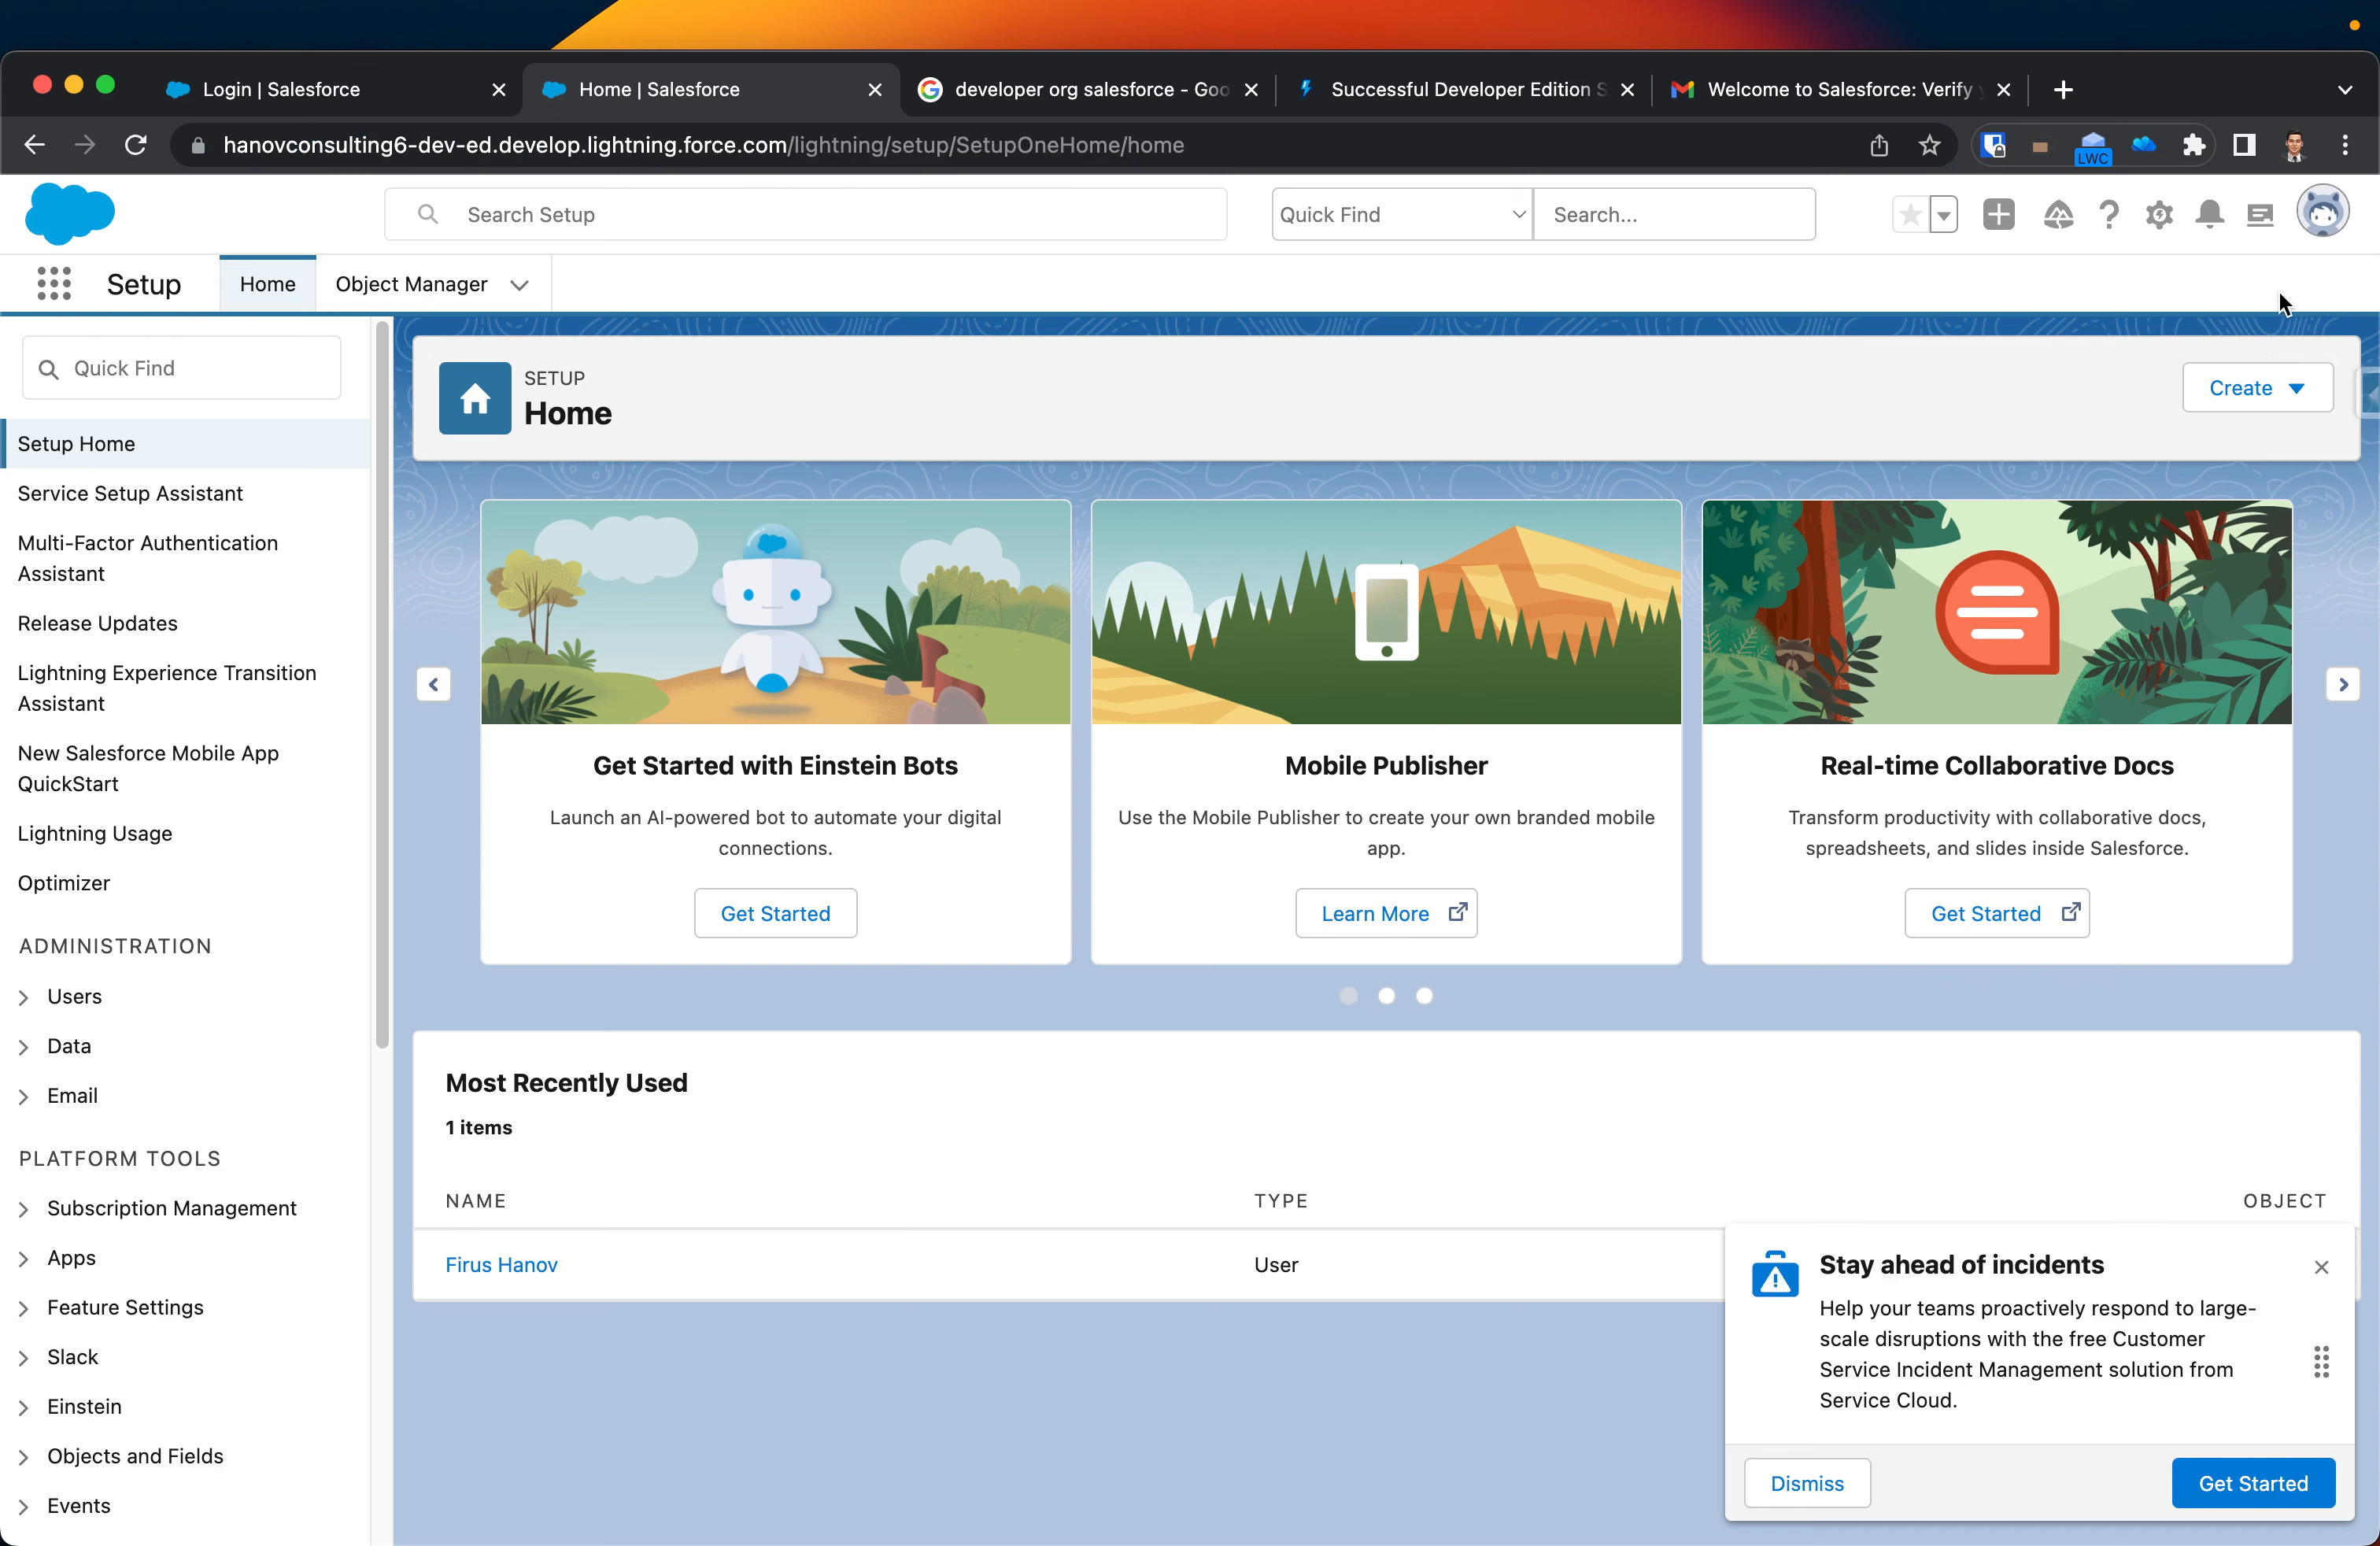 Login | Salesforce
Home | Salesforce
developer org salesforce - Goo
Successful Developer Edition S
Welcome to Salesforce: Verify
hanovconsulting6-dev-ed.develop.lightning.force.com/lightning/setup/SetupOneHome/home
LWC
Search Setup
Quick Find
Search...
Setup
Home
Object Manager
Quick Find
Setup Home
Service Setup Assistant
Multi-Factor Authentication
Assistant
Release Updates
Lightning Experience Transition
Assistant
New Salesforce Mobile App
QuickStart
Lightning Usage
Optimizer
ADMINISTRATION
Users
Data
Email
PLATFORM TOOLS
Subscription Management
Apps
Feature Settings
Slack
Einstein
Objects and Fields
Events
SETUP
Home
Create
Get Started with Einstein Bots
Launch an AI-powered bot to automate your digital
connections.
Get Started
Mobile Publisher
Use the Mobile Publisher to create your own branded mobile
app.
Learn More
Real-time Collaborative Docs
Transform productivity with collaborative docs,
spreadsheets, and slides inside Salesforce.
Get Started
Most Recently Used
1 items
NAME
TYPE
OBJECT
Firus Hanov
User
Stay ahead of incidents
Help your teams proactively respond to large-
scale disruptions with the free Customer
Service Incident Management solution from
Service Cloud.
Dismiss
Get Started